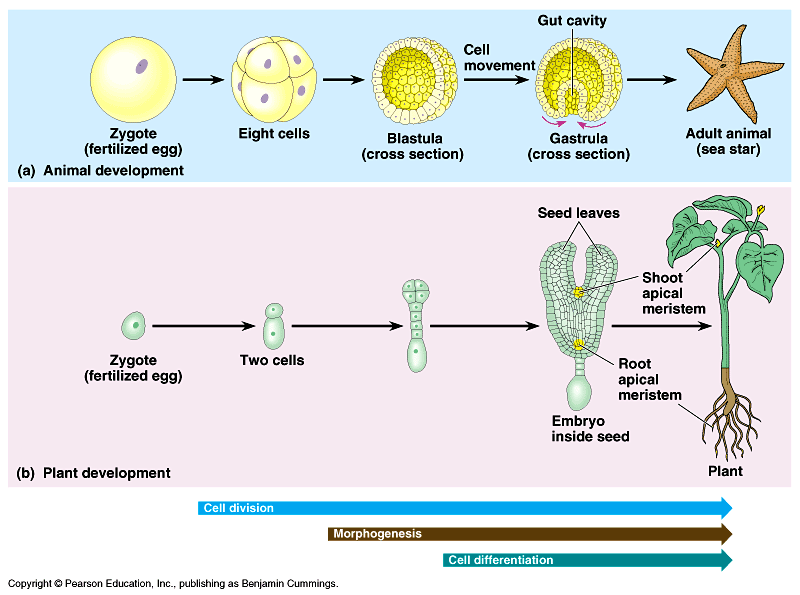 Gut cavity
Cell
movement
Zygote
(fertilized egg)
Eight cells
Blastula
(cross section)
Gastrula
(cross section)
Adult animal
(sea star)
(a) Animal development
Seed leaves
Shoot
apical
meristem
Zygote
(fertilized egg)
Two cells
Root
apical
meristem
Embryo
inside seed
Plant
(b) Plant development
Cell division
Morphogenesis
Cell differentiation
Copyright © Pearson Education, Inc., publishing as Benjamin Cummings.